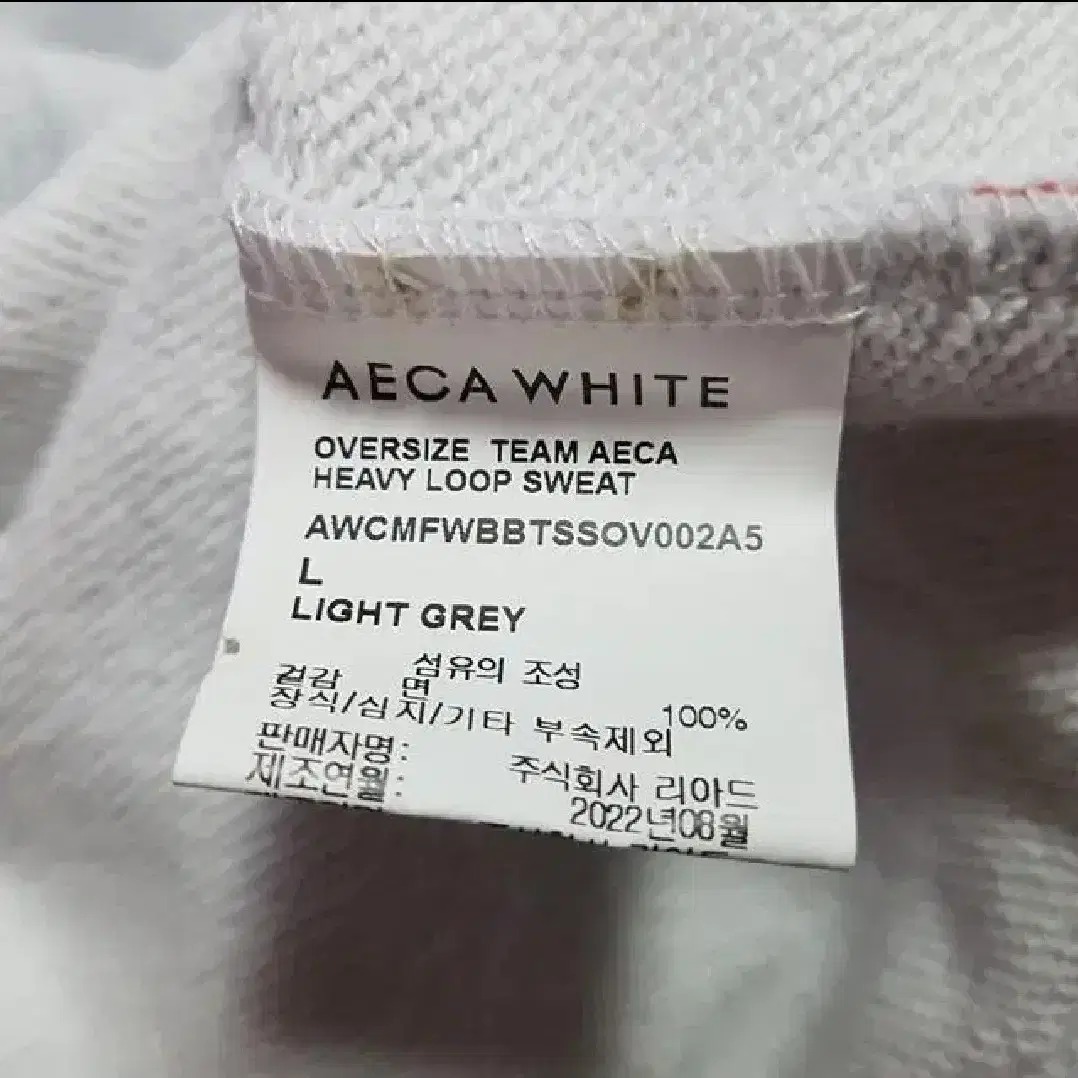 AECA WHITE
OVERSIZE TEAM AECA
HEAVY LOOP SWEAT
AWCMFWBBTSSOV002A5
L
LIGHT GREY
섬유의 조성
겉감 면 100%
장식/심지/기타 부속제외
판매자명: 주식회사 리아드
제조연월: 2022년08월